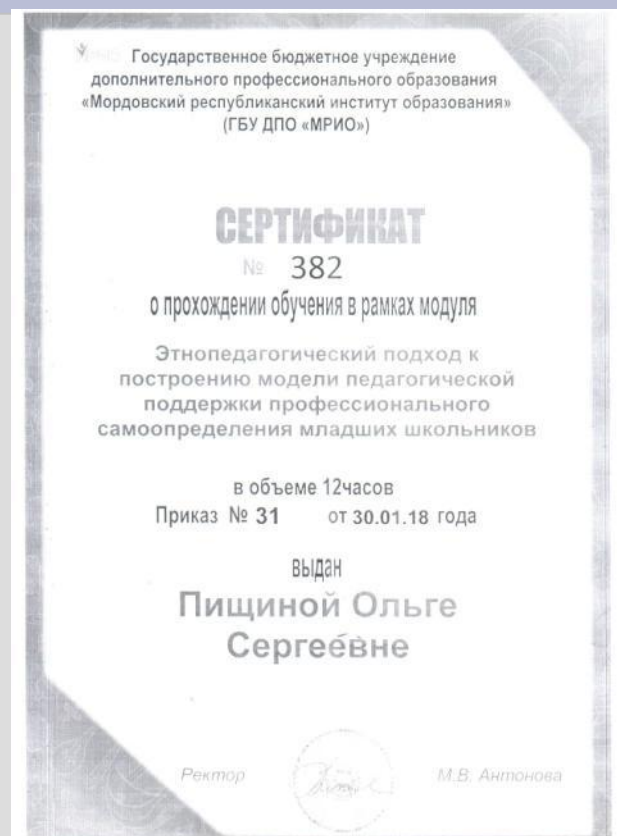 Государственное бюджетное учреждение
дополнительного профессионального образования
«Мордовский республиканский институт образования»
(ГБУ ДПО «МРИО»)
СЕРТИФИКАТ
№ 382
о прохождении обучения в рамках модуля
Этнопедагогический подход к
построению модели педагогической
поддержки профессионального
самоопределения младших школьников
в объеме 12часов
Приказ № 31 от 30.01.18 года
выдан
Пищиной Ольге
Сергеевне
Ректор М.В. Антонова